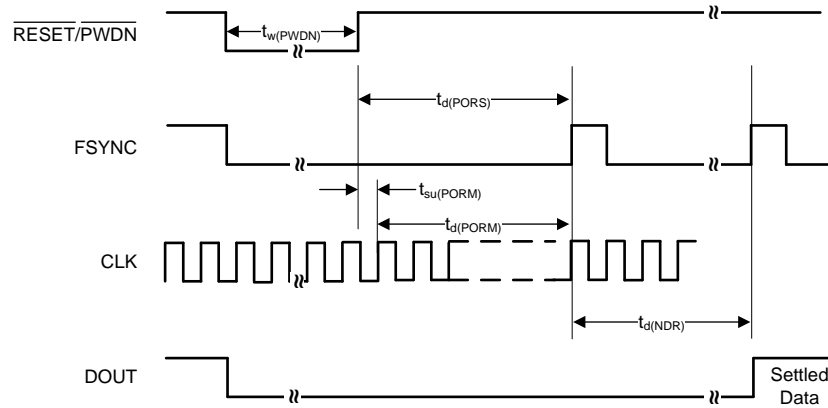 RESET/PWDN
tw(PWDN)
td(PORS)
FSYNC
tsu(PORM)
td(PORM)
CLK
td(NDR)
DOUT
Settled
Data